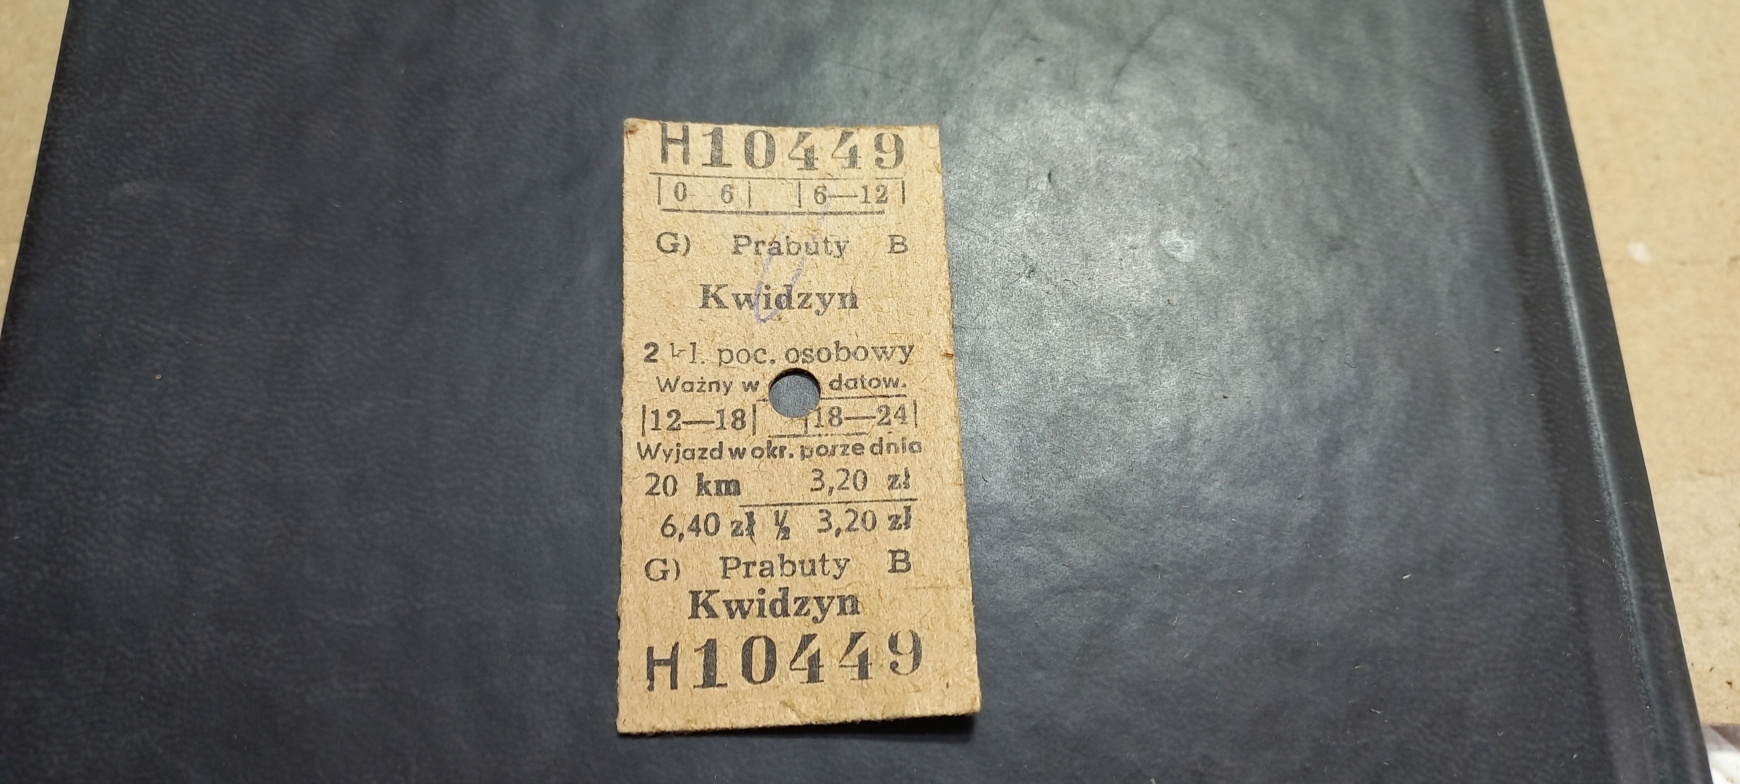 H10449
0 6 6—12
G) Prabuty B
Kwidzyn
2 kl. poc. osobowy
Ważny w datow.
12—18 18—24
Wyjazd w okr. porze dnia
20 km 3,20 zł
6,40 zł ½ 3,20 zł
G) Prabuty B
Kwidzyn
H10449